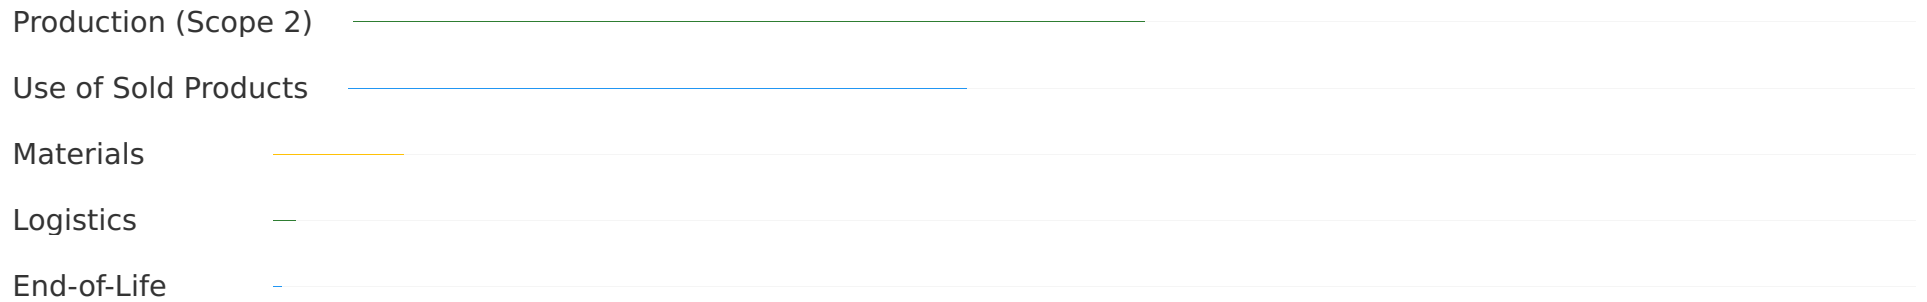 Production (Scope 2)
Use of Sold Products
Materials
Logistics
End-of-Life